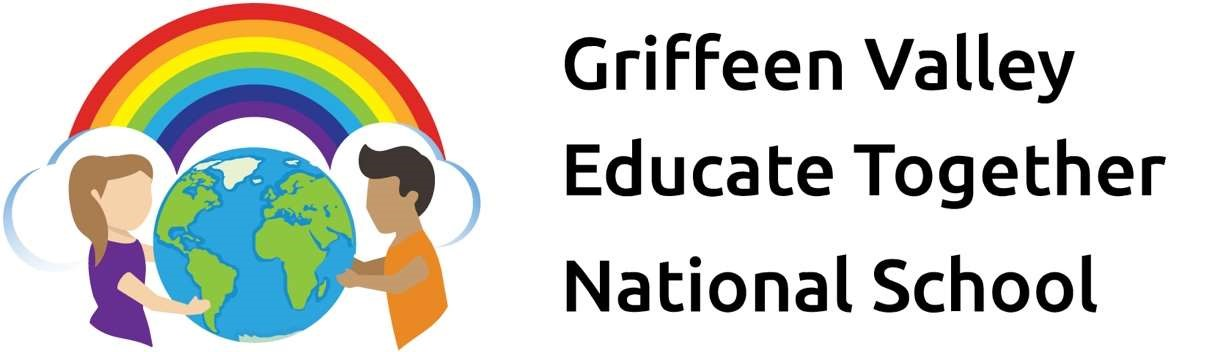 Griffeen Valley
Educate Together
National School